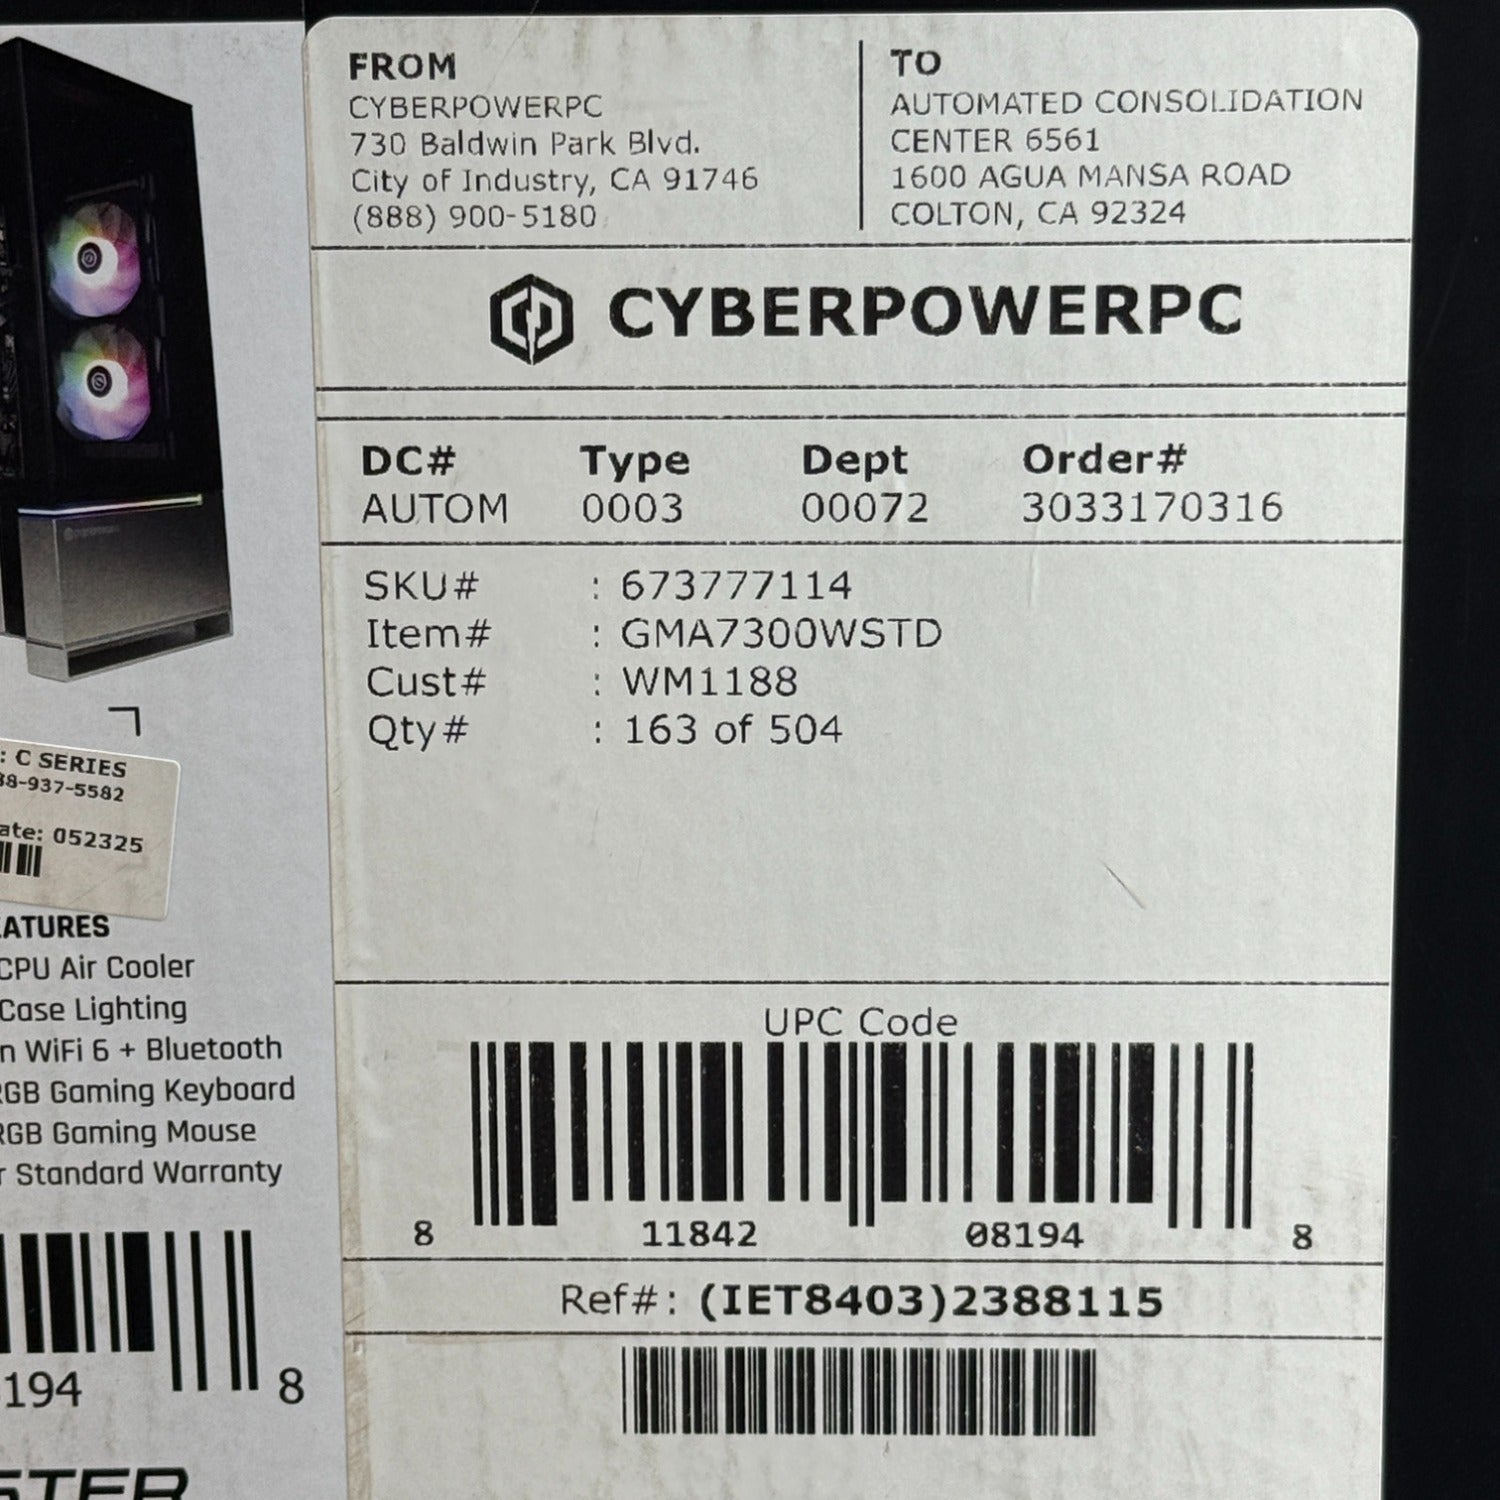 FROM
CYBERPOWERPC
730 Baldwin Park Blvd.
City of Industry, CA 91746
(888) 900-5180
TO
AUTOMATED CONSOLIDATION
CENTER 6561
1600 AGUA MANSA ROAD
COLTON, CA 92324
CYBERPOWERPC
DC# Type Dept Order#
AUTOM 0003 00072 3033170316
SKU# : 673777114
Item# : GMA7300WSTD
Cust# : WM1188
Qty# : 163 of 504
UPC Code
8 11842 08194 8
Ref#: (IET8403)2388115
: C SERIES
88-937-5582
ate: 052325
EATURES
CPU Air Cooler
Case Lighting
n WiFi 6 + Bluetooth
RGB Gaming Keyboard
RGB Gaming Mouse
r Standard Warranty
194 8
STER